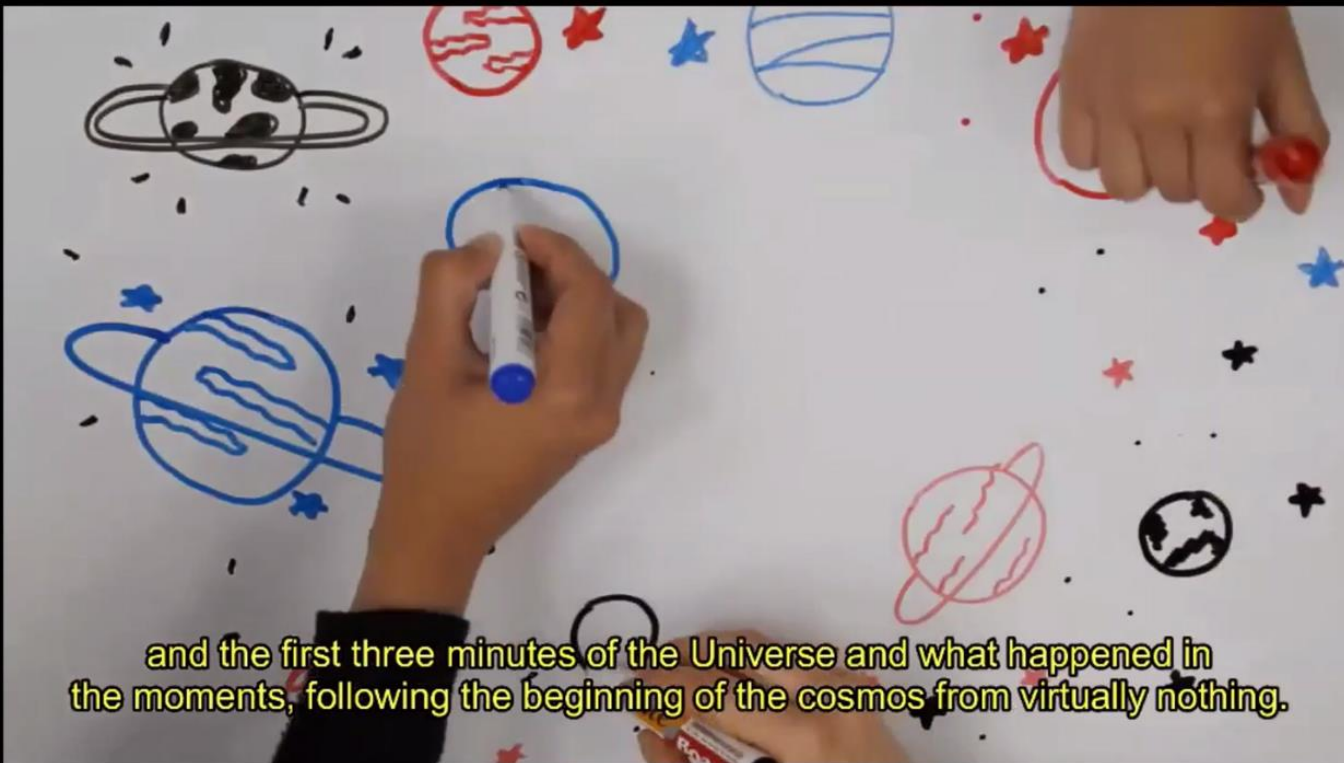 and the first three minutes of the Universe and what happened in
the moments, following the beginning of the cosmos from virtually nothing.